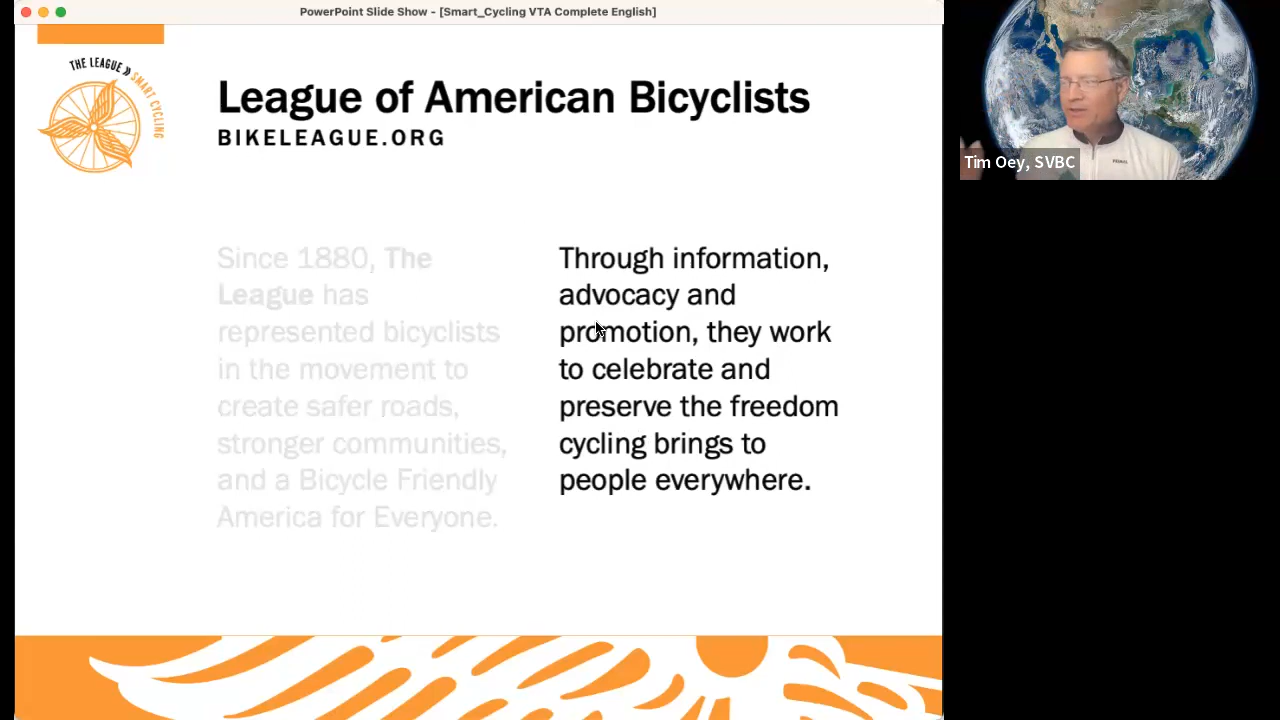 PowerPoint Slide Show - [Smart_Cycling VTA Complete English]
THE LEAGUE » SMART CYCLING
League of American Bicyclists
BIKELEAGUE.ORG
Since 1880, The
League has
represented bicyclists
in the movement to
create safer roads,
stronger communities,
and a Bicycle Friendly
America for Everyone.
Through information,
advocacy and
promotion, they work
to celebrate and
preserve the freedom
cycling brings to
people everywhere.
Tim Oey, SVBC